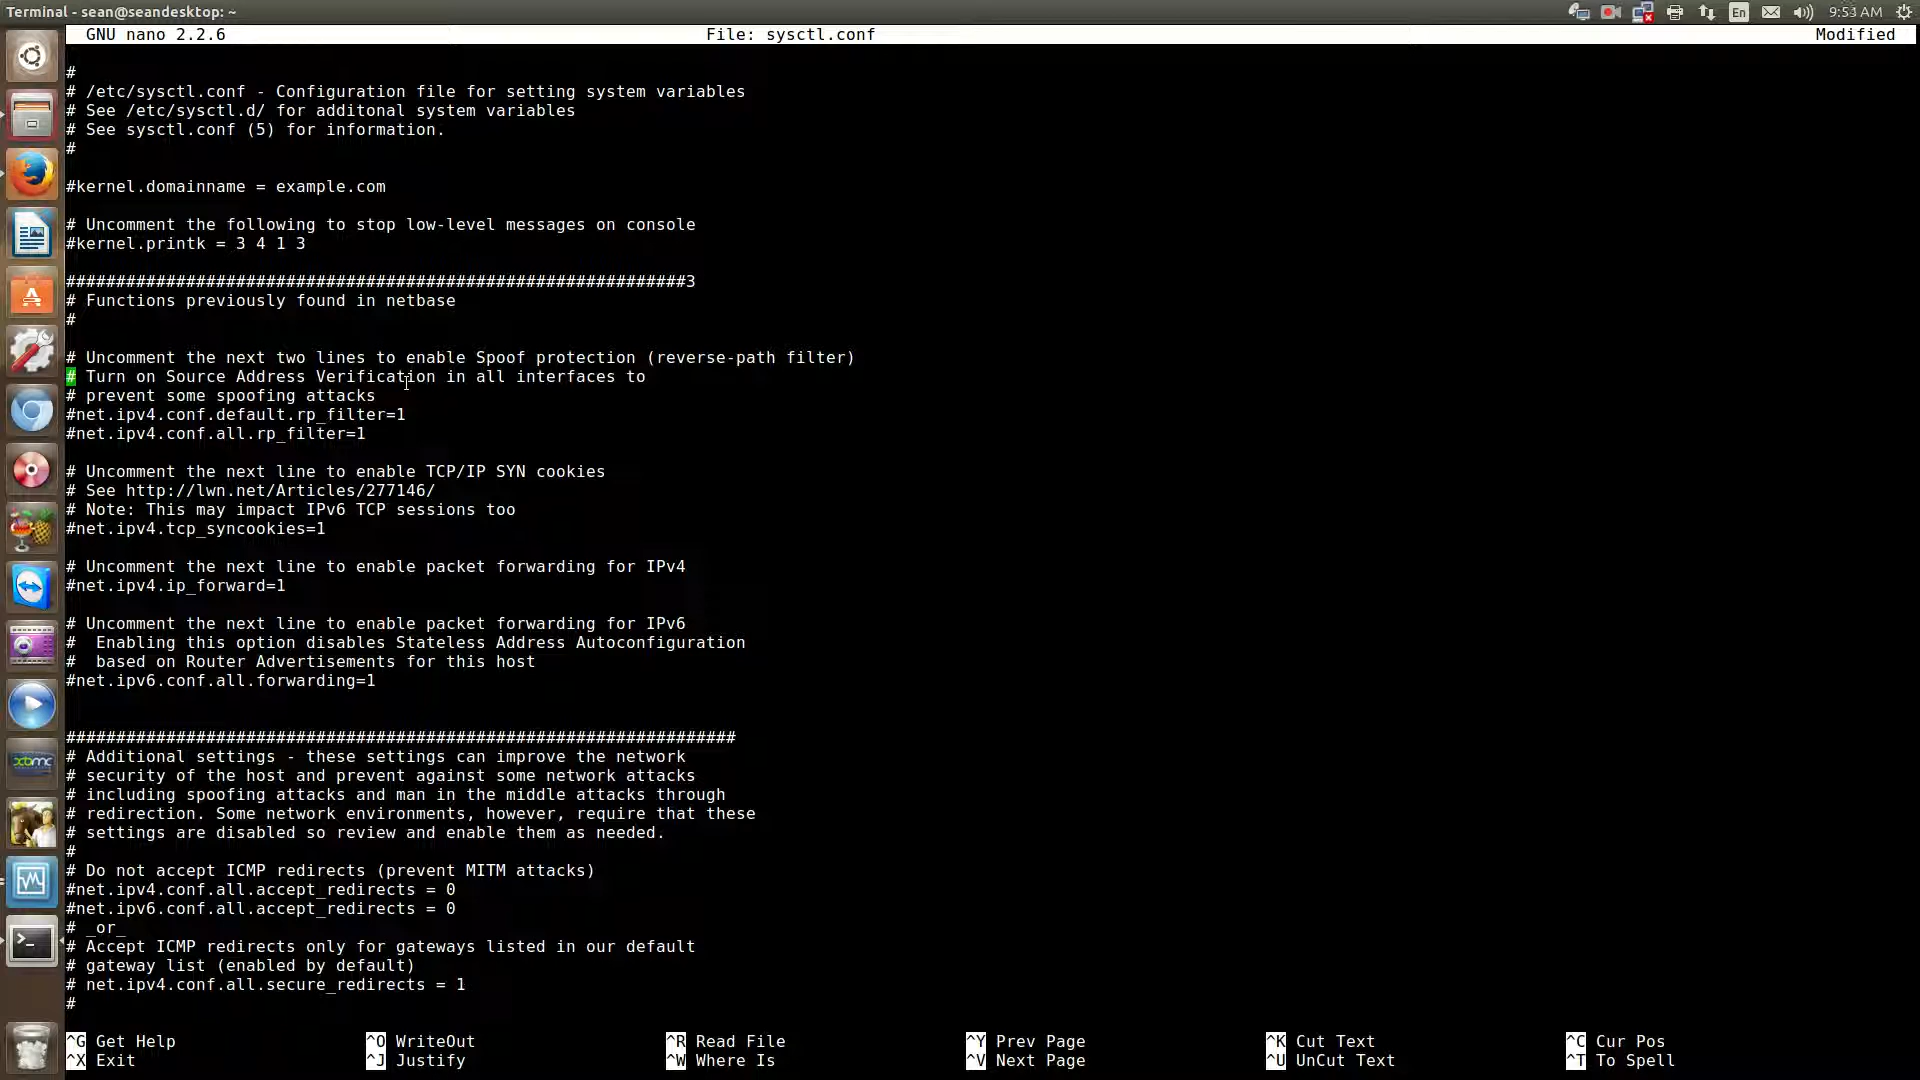 Terminal - sean@seandesktop: ~
En
9:53 AM
GNU nano 2.2.6 File: sysctl.conf Modified
#
# /etc/sysctl.conf - Configuration file for setting system variables
# See /etc/sysctl.d/ for additonal system variables
# See sysctl.conf (5) for information.
#
#kernel.domainname = example.com
# Uncomment the following to stop low-level messages on console
#kernel.printk = 3 4 1 3
##############################################################3
# Functions previously found in netbase
#
# Uncomment the next two lines to enable Spoof protection (reverse-path filter)
# Turn on Source Address Verification in all interfaces to
# prevent some spoofing attacks
#net.ipv4.conf.default.rp_filter=1
#net.ipv4.conf.all.rp_filter=1
# Uncomment the next line to enable TCP/IP SYN cookies
# See http://lwn.net/Articles/277146/
# Note: This may impact IPv6 TCP sessions too
#net.ipv4.tcp_syncookies=1
# Uncomment the next line to enable packet forwarding for IPv4
#net.ipv4.ip_forward=1
# Uncomment the next line to enable packet forwarding for IPv6
#  Enabling this option disables Stateless Address Autoconfiguration
#  based on Router Advertisements for this host
#net.ipv6.conf.all.forwarding=1
###################################################################
# Additional settings - these settings can improve the network
# security of the host and prevent against some network attacks
# including spoofing attacks and man in the middle attacks through
# redirection. Some network environments, however, require that these
# settings are disabled so review and enable them as needed.
#
# Do not accept ICMP redirects (prevent MITM attacks)
#net.ipv4.conf.all.accept_redirects = 0
#net.ipv6.conf.all.accept_redirects = 0
# _or_
# Accept ICMP redirects only for gateways listed in our default
# gateway list (enabled by default)
# net.ipv4.conf.all.secure_redirects = 1
#
^G Get Help ^O WriteOut ^R Read File ^Y Prev Page ^K Cut Text ^C Cur Pos
^X Exit ^J Justify ^W Where Is ^V Next Page ^U UnCut Text ^T To Spell
xbmc